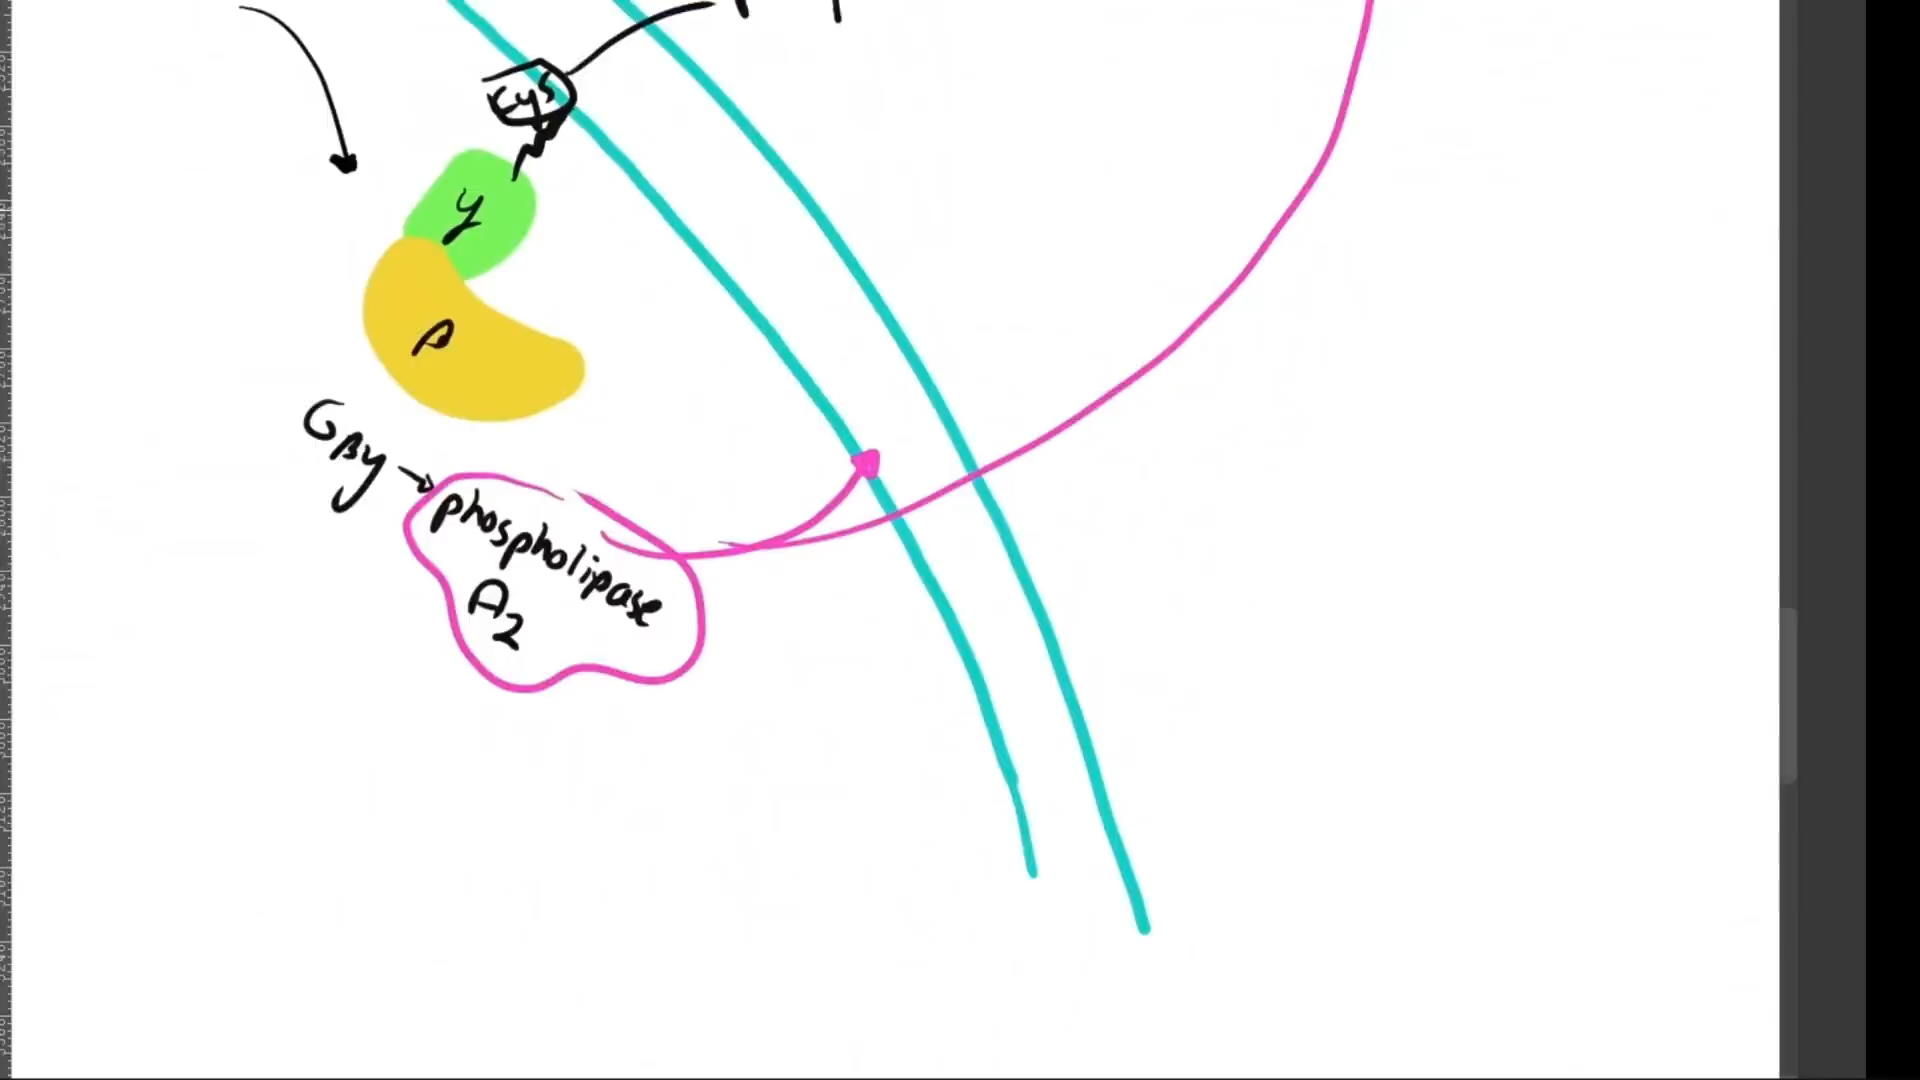 Cys
γ
β
Gβγ →
phospholipase
A2